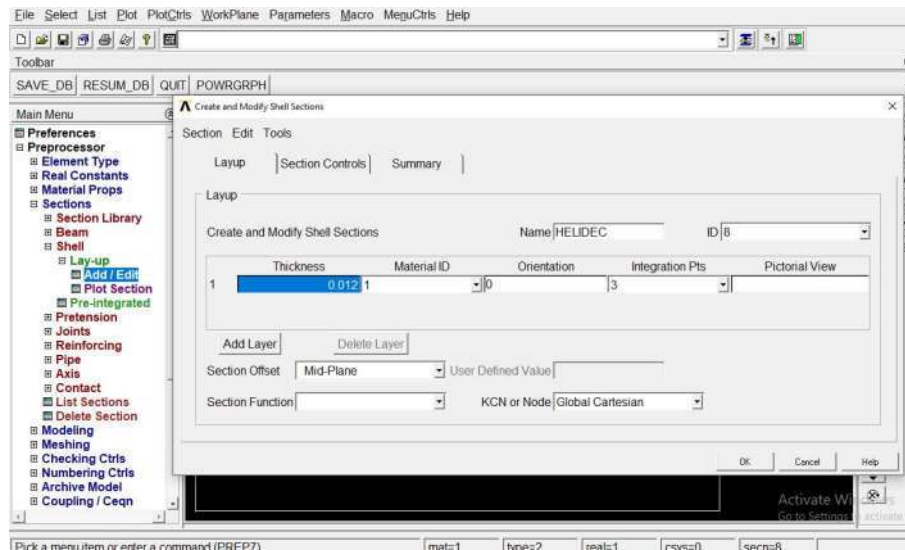 File Select List Plot PlotCtrls WorkPlane Parameters Macro MenuCtrls Help
Toolbar
SAVE_DB RESUM_DB QUIT POWRGRPH
Main Menu
Preferences
Preprocessor
Element Type
Real Constants
Material Props
Sections
Section Library
Beam
Shell
Lay-up
Add / Edit
Plot Section
Pre-integrated
Pretension
Joints
Reinforcing
Pipe
Axis
Contact
List Sections
Delete Section
Modeling
Meshing
Checking Ctrls
Numbering Ctrls
Archive Model
Coupling / Ceqn
Create and Modify Shell Sections
Section Edit Tools
Layup Section Controls Summary
Layup
Create and Modify Shell Sections Name HELIDEC ID 8
Thickness Material ID Orientation Integration Pts Pictorial View
1 0.012 1 0 3
Add Layer Delete Layer
Section Offset Mid-Plane User Defined Value
Section Function KCN or Node Global Cartesian
OK Cancel Help
Activate
Go to Settings activate
Pick a menu item or enter a command (PREP7) mat=1 type=2 real=1 csys=0 secn=8